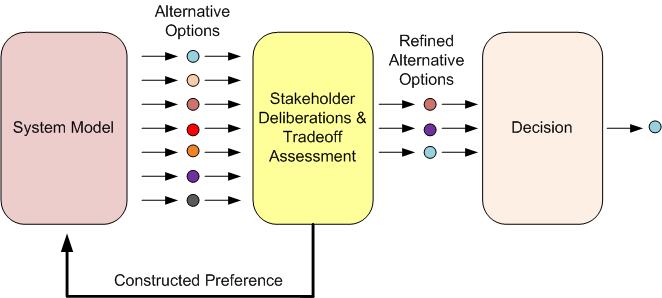 Alternative
Options
System Model
Stakeholder
Deliberations &
Tradeoff
Assessment
Refined
Alternative
Options
Decision
Constructed Preference